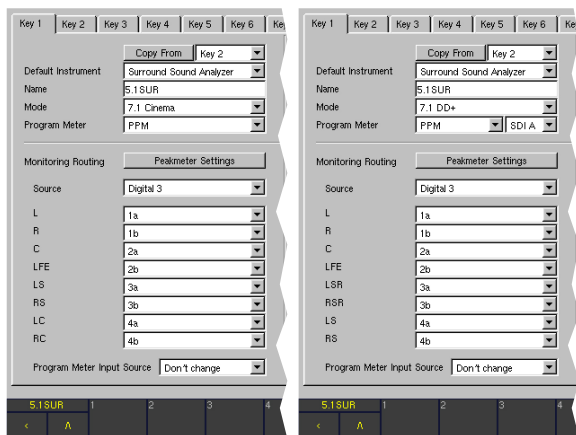 Key 1 Key 2 Key 3 Key 4 Key 5 Key 6
Copy From Key 2
Default Instrument Surround Sound Analyzer
Name 5.1SUR
Mode 7.1 Cinema
Program Meter PPM
Monitoring Routing Peakmeter Settings
Source Digital 3
L 1a
R 1b
C 2a
LFE 2b
LS 3a
RS 3b
LC 4a
RC 4b
Program Meter Input Source Don't change
5.1SUR 1 2 3 4
< Λ
Key 1 Key 2 Key 3 Key 4 Key 5 Key 6 Ke
Copy From Key 2
Default Instrument Surround Sound Analyzer
Name 5.1SUR
Mode 7.1 DD+
Program Meter PPM SDI A
Monitoring Routing Peakmeter Settings
Source Digital 3
L 1a
R 1b
C 2a
LFE 2b
LSR 3a
RSR 3b
LS 4a
RS 4b
Program Meter Input Source Don't change
5.1SUR 1 2 3 4
< Λ